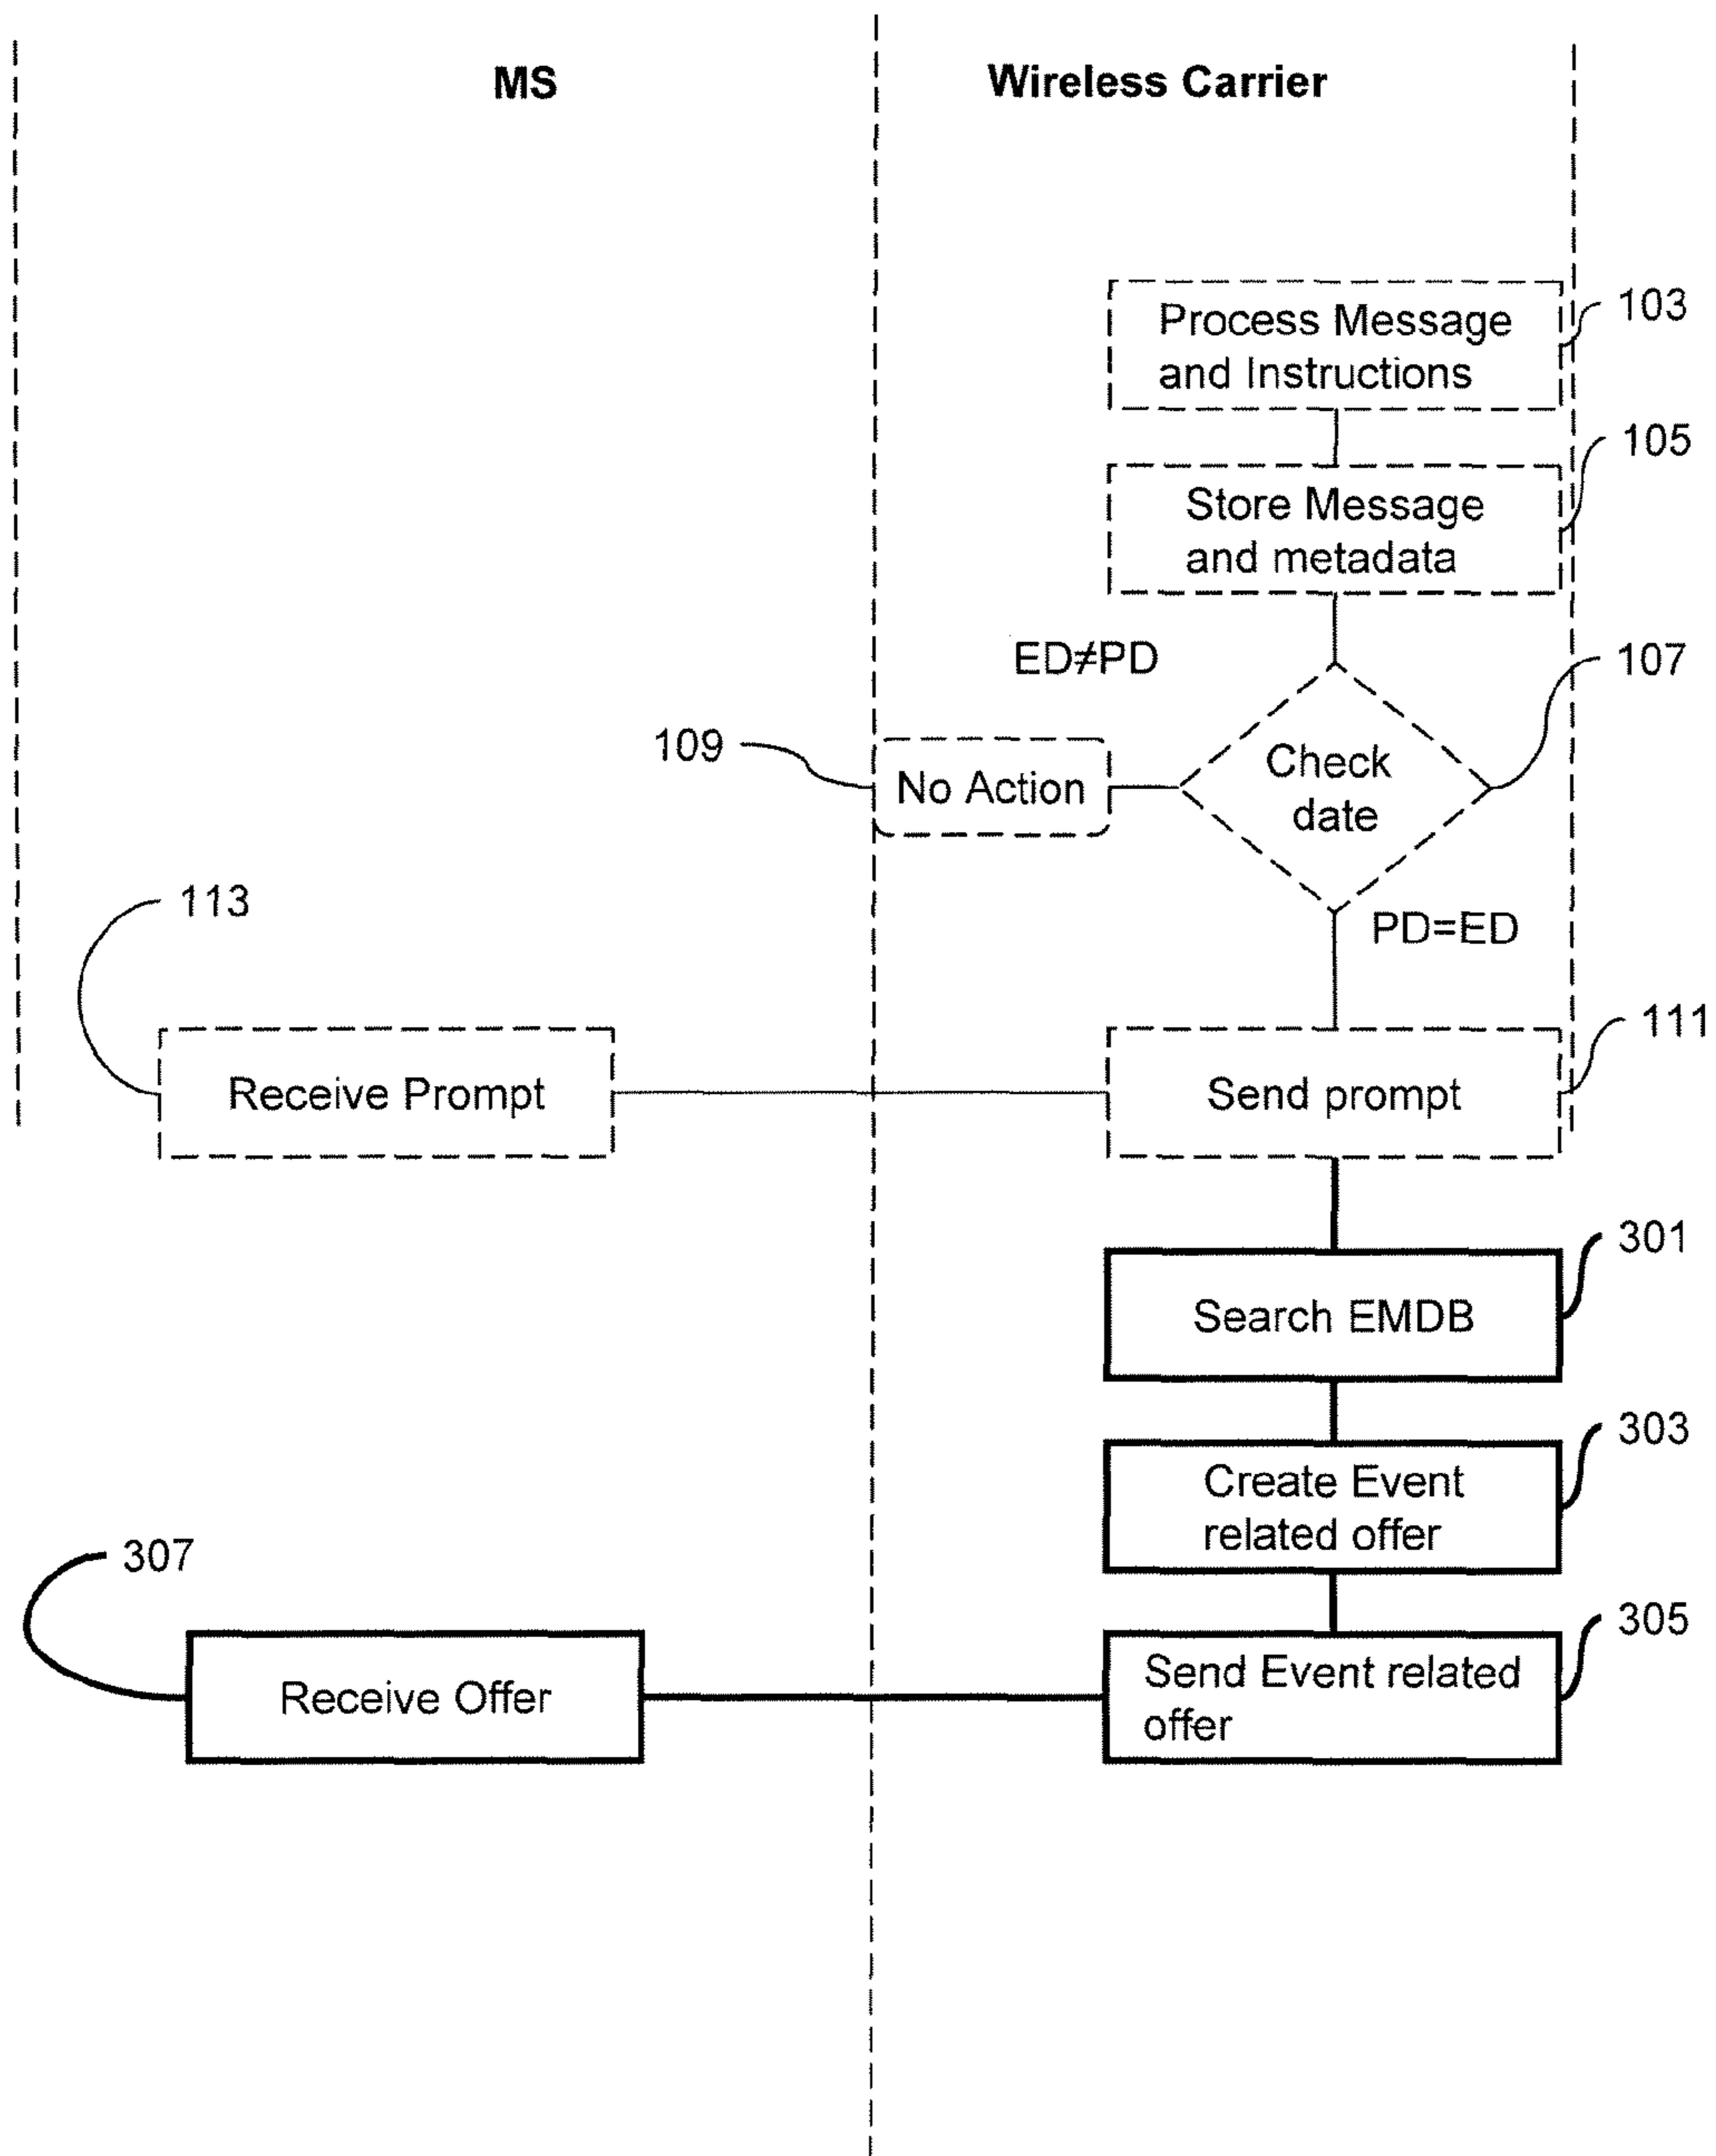 MS
Wireless Carrier
Process Message
and Instructions
103
Store Message
and metadata
105
ED≠PD
107
109
No Action
Check
date
113
PD=ED
111
Receive Prompt
Send prompt
301
Search EMDB
303
Create Event
related offer
307
305
Receive Offer
Send Event related
offer